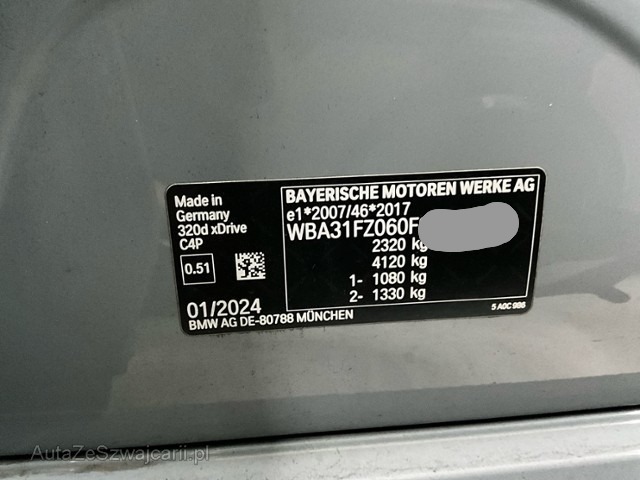 Made in
Germany
320d xDrive
C4P
0.51
01/2024
BMW AG DE-80788 MÜNCHEN
BAYERISCHE MOTOREN WERKE AG
e1*2007/46*2017
WBA31FZ060F
2320 kg
4120 kg
1- 1080 kg
2- 1330 kg
5 A0C 986
AutaZeSzwajcarii.pl